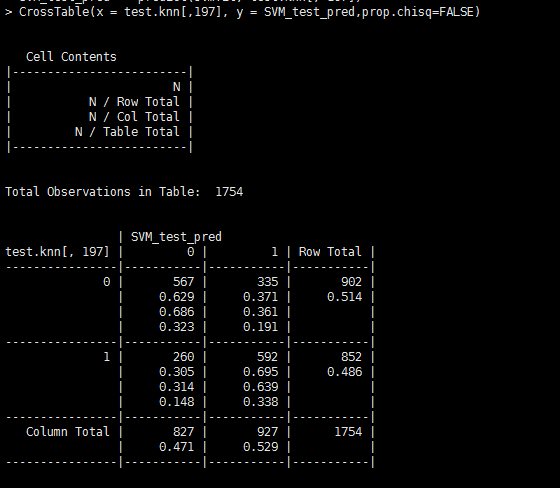 > CrossTable(x = test.knn[,197], y = SVM_test_pred,prop.chisq=FALSE)
   Cell Contents
|-------------------------|
|                       N |
|           N / Row Total |
|           N / Col Total |
|         N / Table Total |
|-------------------------|
Total Observations in Table:  1754
               | SVM_test_pred
test.knn[, 197] |         0 |         1 | Row Total |
----------------|-----------|-----------|-----------|
              0 |       567 |       335 |       902 |
                |     0.629 |     0.371 |     0.514 |
                |     0.686 |     0.361 |           |
                |     0.323 |     0.191 |           |
----------------|-----------|-----------|-----------|
              1 |       260 |       592 |       852 |
                |     0.305 |     0.695 |     0.486 |
                |     0.314 |     0.639 |           |
                |     0.148 |     0.338 |           |
----------------|-----------|-----------|-----------|
   Column Total |       827 |       927 |      1754 |
                |     0.471 |     0.529 |           |
----------------|-----------|-----------|-----------|